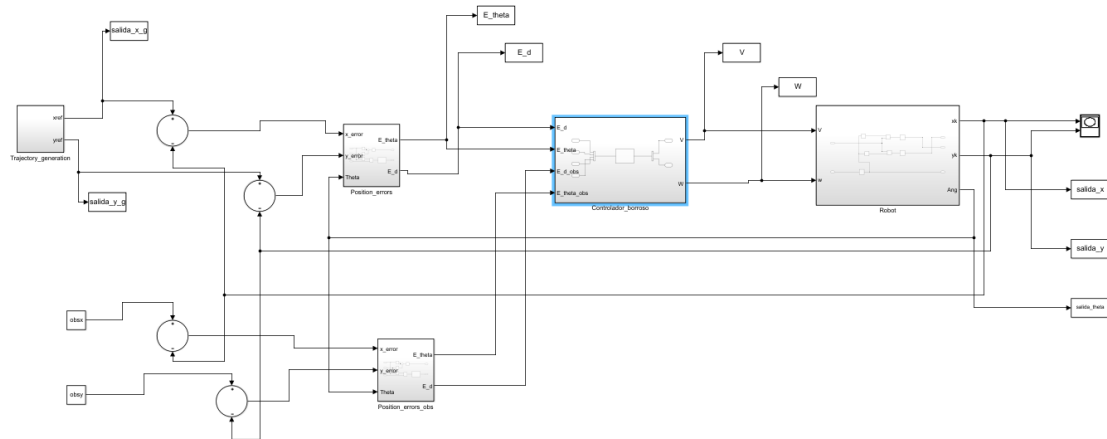 E_theta
salida_x_g
E_d
V
W
xref
yref
Trajectory_generation
+
-
x_error
y_error
Theta
E_theta
E_d
Position_errors
+
-
salida_y_g
E_d
E_theta
E_d_obs
E_theta_obs
V
W
Controlador_borroso
V
w
xk
yk
Ang
Robot
salida_x
salida_y
salida_theta
obsx
+
-
obsy
+
-
x_error
y_error
Theta
E_theta
E_d
Position_errors_obs